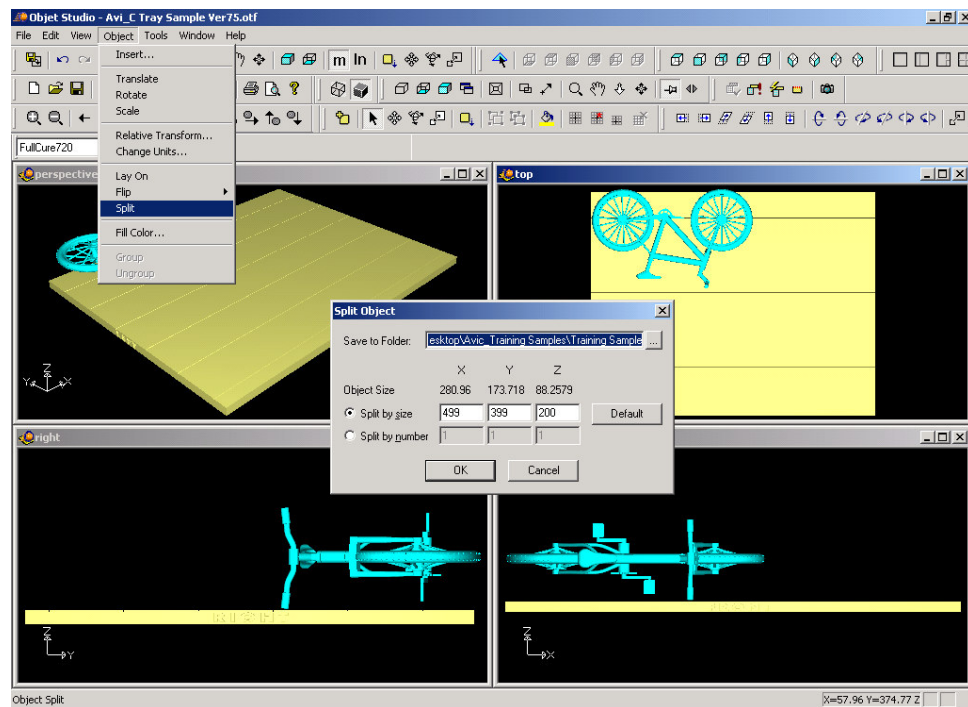 Objet Studio - Avi_C Tray Sample Ver75.otf
File Edit View Object Tools Window Help
Insert...
m In
Translate
Rotate
Scale
Relative Transform...
Change Units...
FullCure720
Lay On
Flip
Split
Fill Color...
Group
Ungroup
perspective
top
Split Object
Save to Folder: esktop\Avic_Training Samples\Training Sample ...
X Y Z
Object Size 280.96 173.718 88.2579
Split by size 499 399 200 Default
Split by number 1 1 1
OK Cancel
Z
Y X
right
Z
Y
Z
X
Object Split
X=57.96 Y=374.77 Z